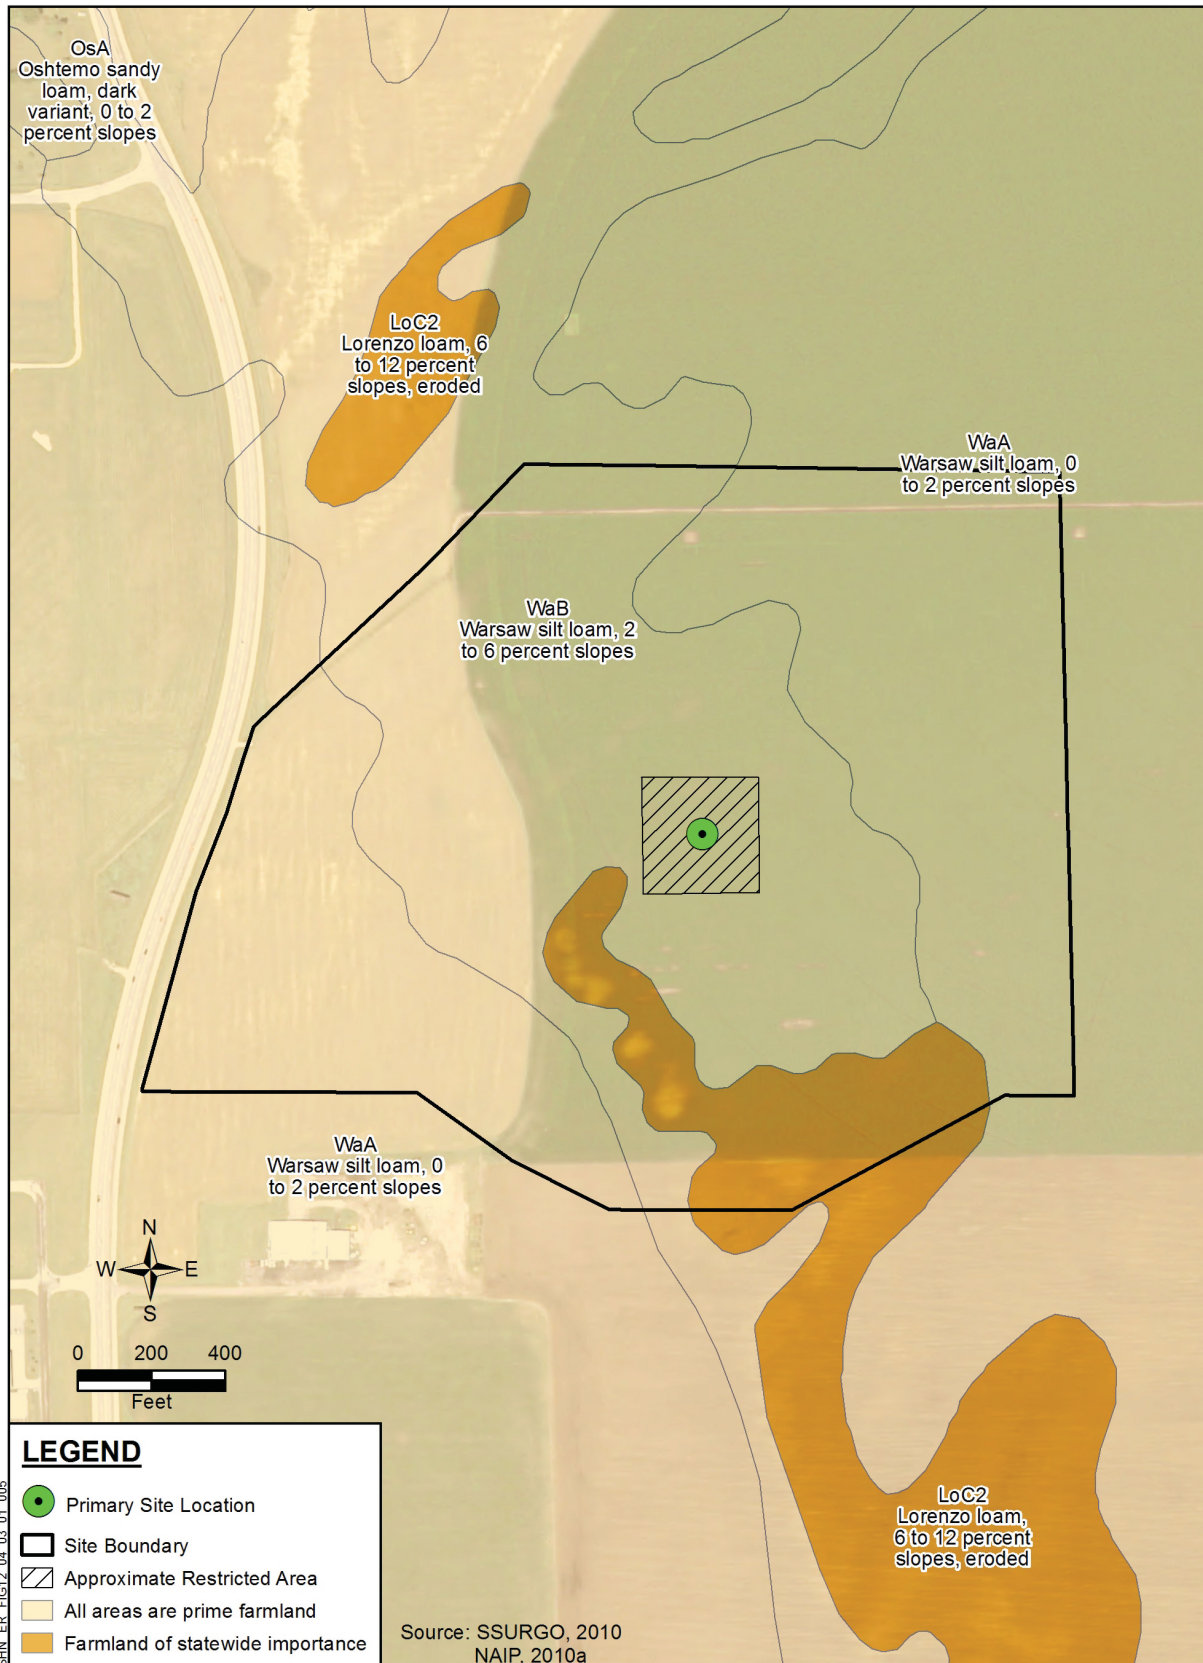 OsA
Oshtemo sandy
loam, dark
variant, 0 to 2
percent slopes
LoC2
Lorenzo loam, 6
to 12 percent
slopes, eroded
WaA
Warsaw silt loam, 0
to 2 percent slopes
WaB
Warsaw silt loam, 2
to 6 percent slopes
WaA
Warsaw silt loam, 0
to 2 percent slopes
N
W E
S
0 200 400
Feet
LoC2
Lorenzo loam,
6 to 12 percent
slopes, eroded
LEGEND
Primary Site Location
Site Boundary
Approximate Restricted Area
All areas are prime farmland
Farmland of statewide importance
Source: SSURGO, 2010
NAIP, 2010a